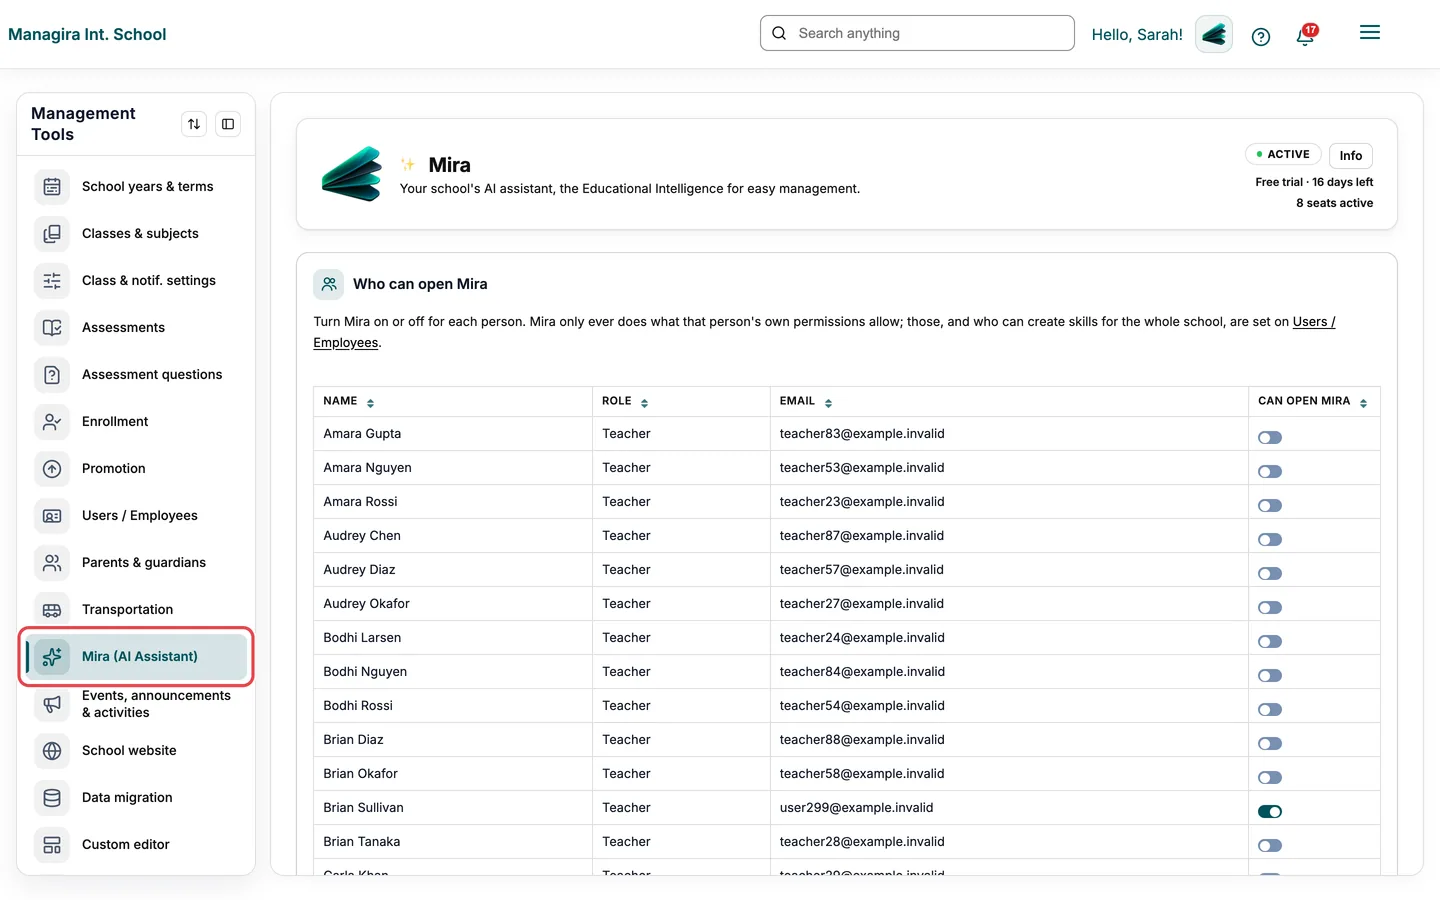 Managira Int. School
Search anything
Hello, Sarah!
17
Management
Tools
School years & terms
Classes & subjects
Class & notif. settings
Assessments
Assessment questions
Enrollment
Promotion
Users / Employees
Parents & guardians
Transportation
Mira (AI Assistant)
Events, announcements
& activities
School website
Data migration
Custom editor
Mira
Your school's AI assistant, the Educational Intelligence for easy management.
ACTIVE
Info
Free trial · 16 days left
8 seats active
Who can open Mira
Turn Mira on or off for each person. Mira only ever does what that person's own permissions allow; those, and who can create skills for the whole school, are set on Users /
Employees.
NAME ROLE EMAIL CAN OPEN MIRA
Amara Gupta Teacher teacher83@example.invalid
Amara Nguyen Teacher teacher53@example.invalid
Amara Rossi Teacher teacher23@example.invalid
Audrey Chen Teacher teacher87@example.invalid
Audrey Diaz Teacher teacher57@example.invalid
Audrey Okafor Teacher teacher27@example.invalid
Bodhi Larsen Teacher teacher24@example.invalid
Bodhi Nguyen Teacher teacher84@example.invalid
Bodhi Rossi Teacher teacher54@example.invalid
Brian Diaz Teacher teacher88@example.invalid
Brian Okafor Teacher teacher58@example.invalid
Brian Sullivan Teacher user299@example.invalid
Brian Tanaka Teacher teacher28@example.invalid
Teacher